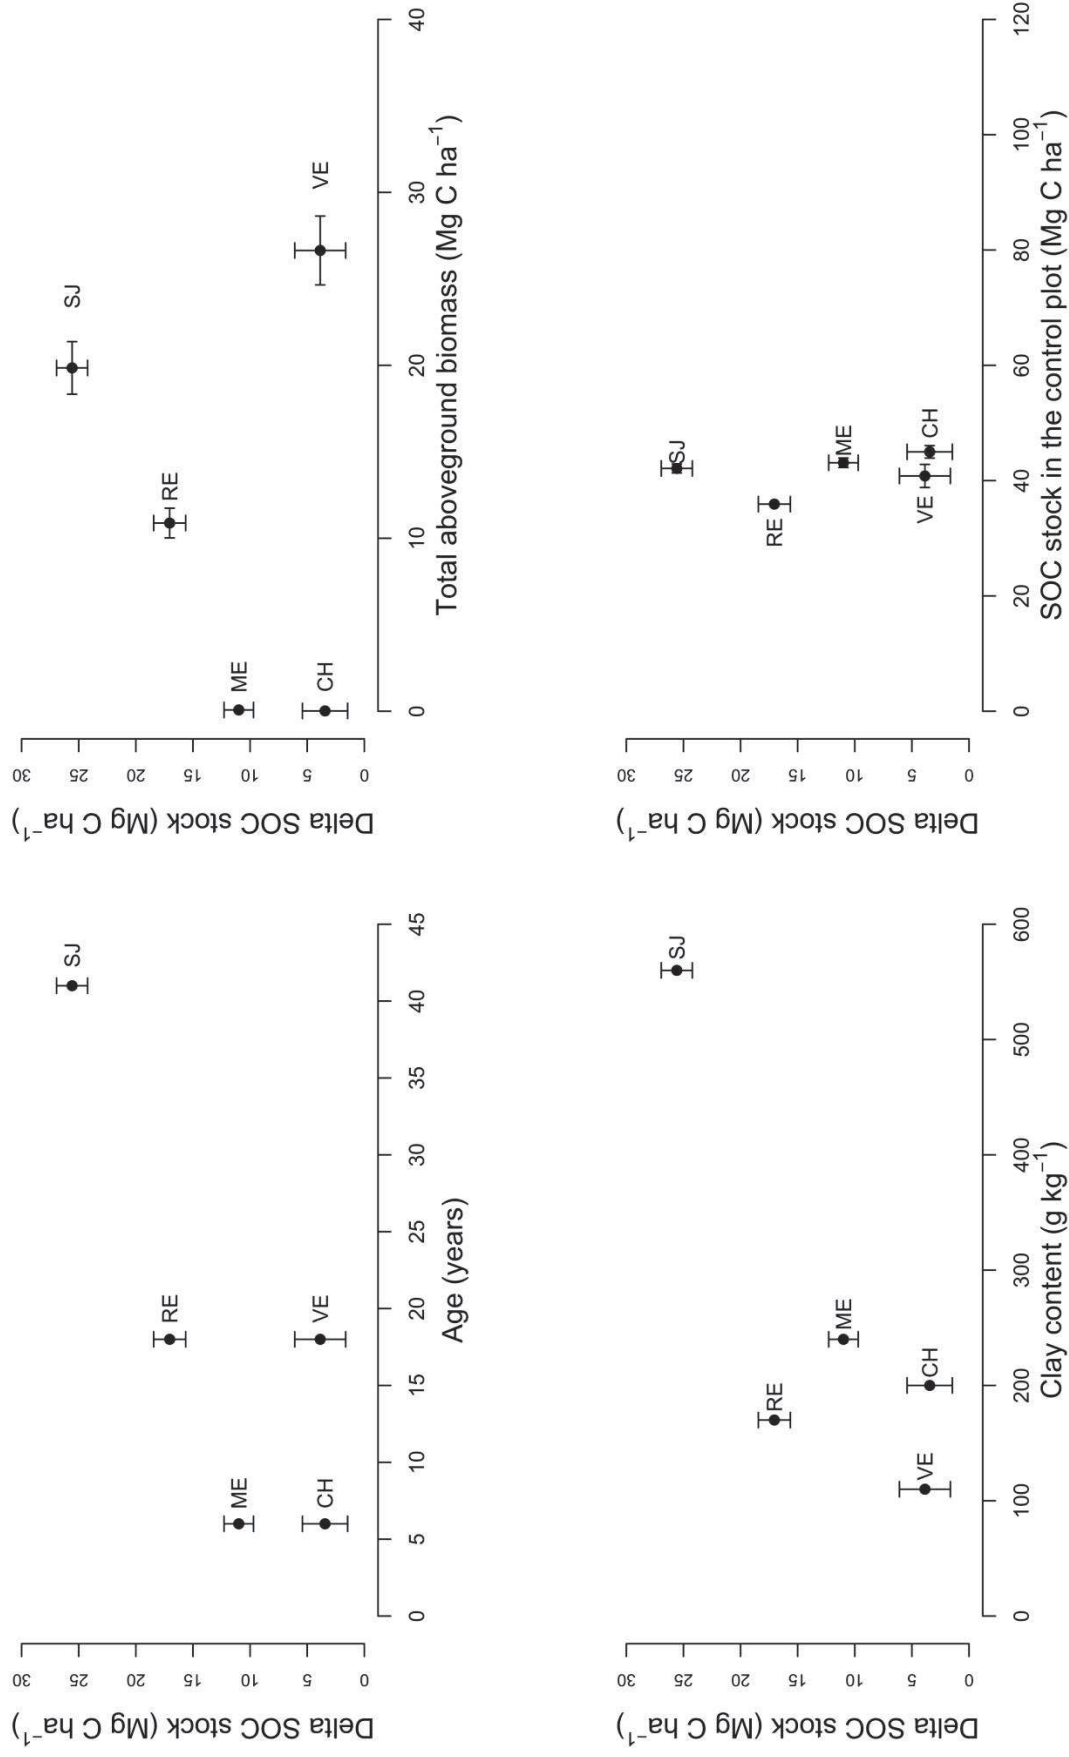 Delta SOC stock (Mg C ha⁻¹)
0 5 10 15 20 25 30
SJ
RE
VE
ME
CH
0 5 10 15 20 25 30 35 40 45
Age (years)
Delta SOC stock (Mg C ha⁻¹)
0 5 10 15 20 25 30
SJ
RE
VE
ME
CH
0 10 20 30 40
Total aboveground biomass (Mg C ha⁻¹)
Delta SOC stock (Mg C ha⁻¹)
0 5 10 15 20 25 30
SJ
RE
ME
CH
VE
0 100 200 300 400 500 600
Clay content (g kg⁻¹)
Delta SOC stock (Mg C ha⁻¹)
0 5 10 15 20 25 30
SJ
RE
ME
VE
CH
0 20 40 60 80 100 120
SOC stock in the control plot (Mg C ha⁻¹)